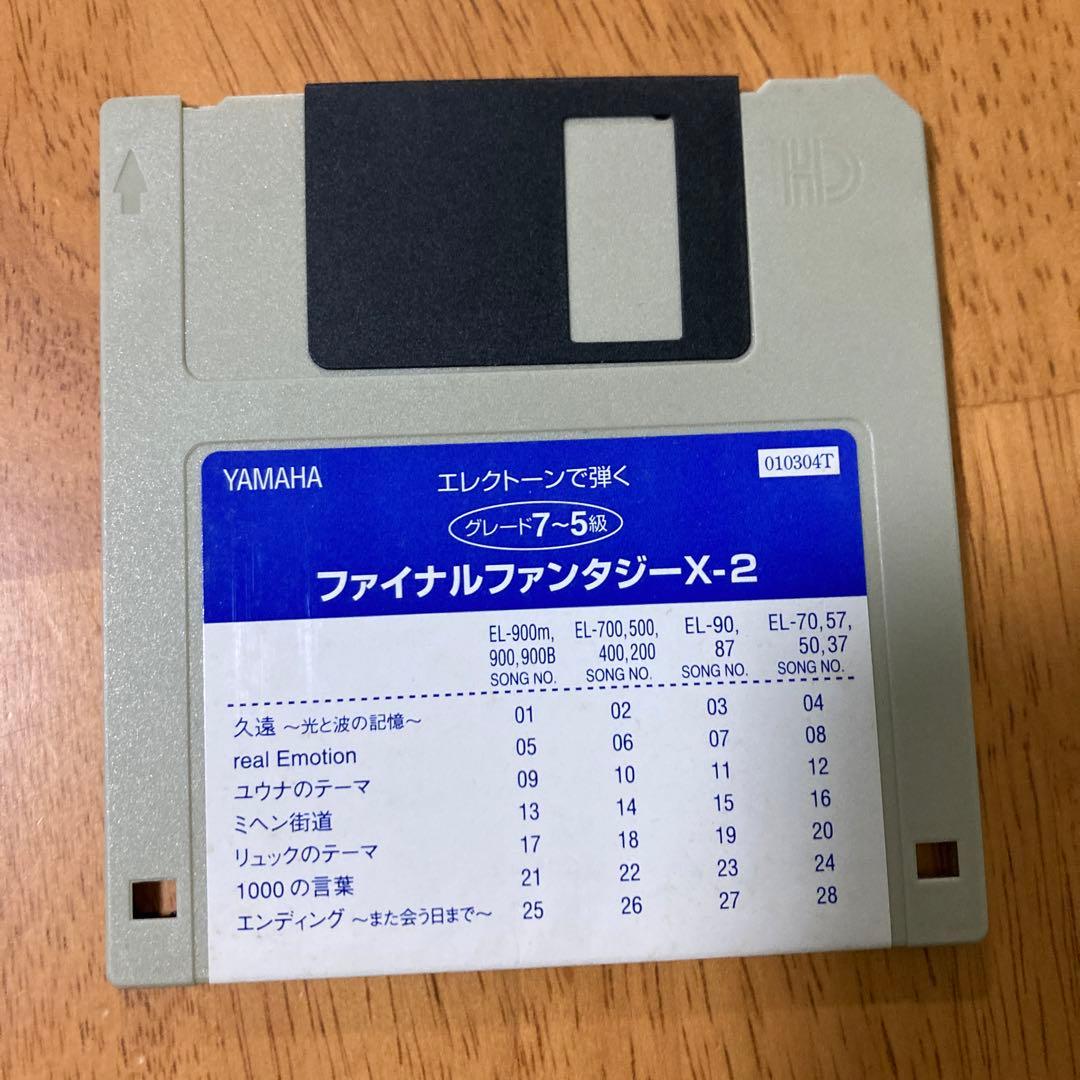 HD
YAMAHA
エレクトーンで弾く
010304T
グレード7〜5級
ファイナルファンタジーX-2
EL-900m, EL-700,500, EL-90, EL-70,57,
900,900B 400,200 87 50,37
SONG NO. SONG NO. SONG NO. SONG NO.
久遠 〜光と波の記憶〜 01 02 03 04
real Emotion 05 06 07 08
ユウナのテーマ 09 10 11 12
ミヘン街道 13 14 15 16
リュックのテーマ 17 18 19 20
1000の言葉 21 22 23 24
エンディング 〜また会う日まで〜 25 26 27 28